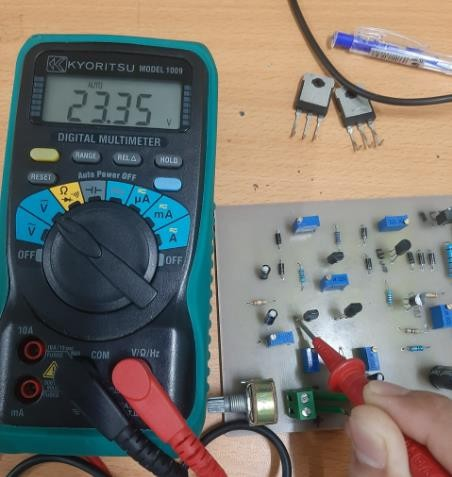 KYORITSU MODEL 1009
AUTO
23.35 V
DIGITAL MULTIMETER
RANGE REL△ HOLD
RESET
Auto Power OFF
Ω
μA
mA
A
V
V
OFF
OFF
10A
COM
V/Ω/Hz
mA